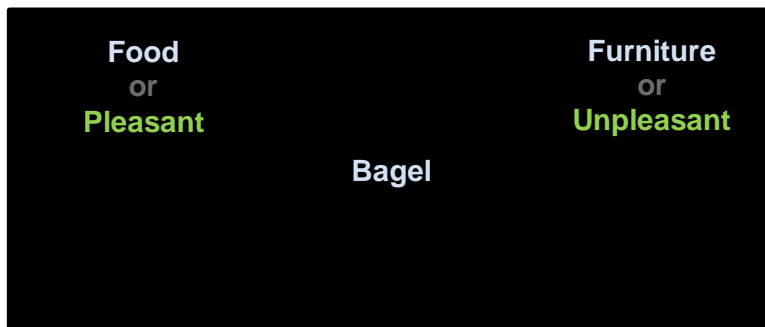 Food
or
Pleasant
Furniture
or
Unpleasant
Bagel